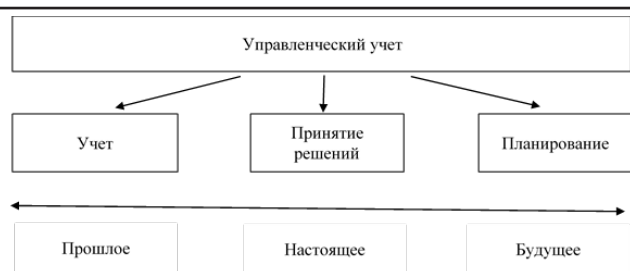 Управленческий учет
Учет
Принятие
решений
Планирование
Прошлое
Настоящее
Будущее